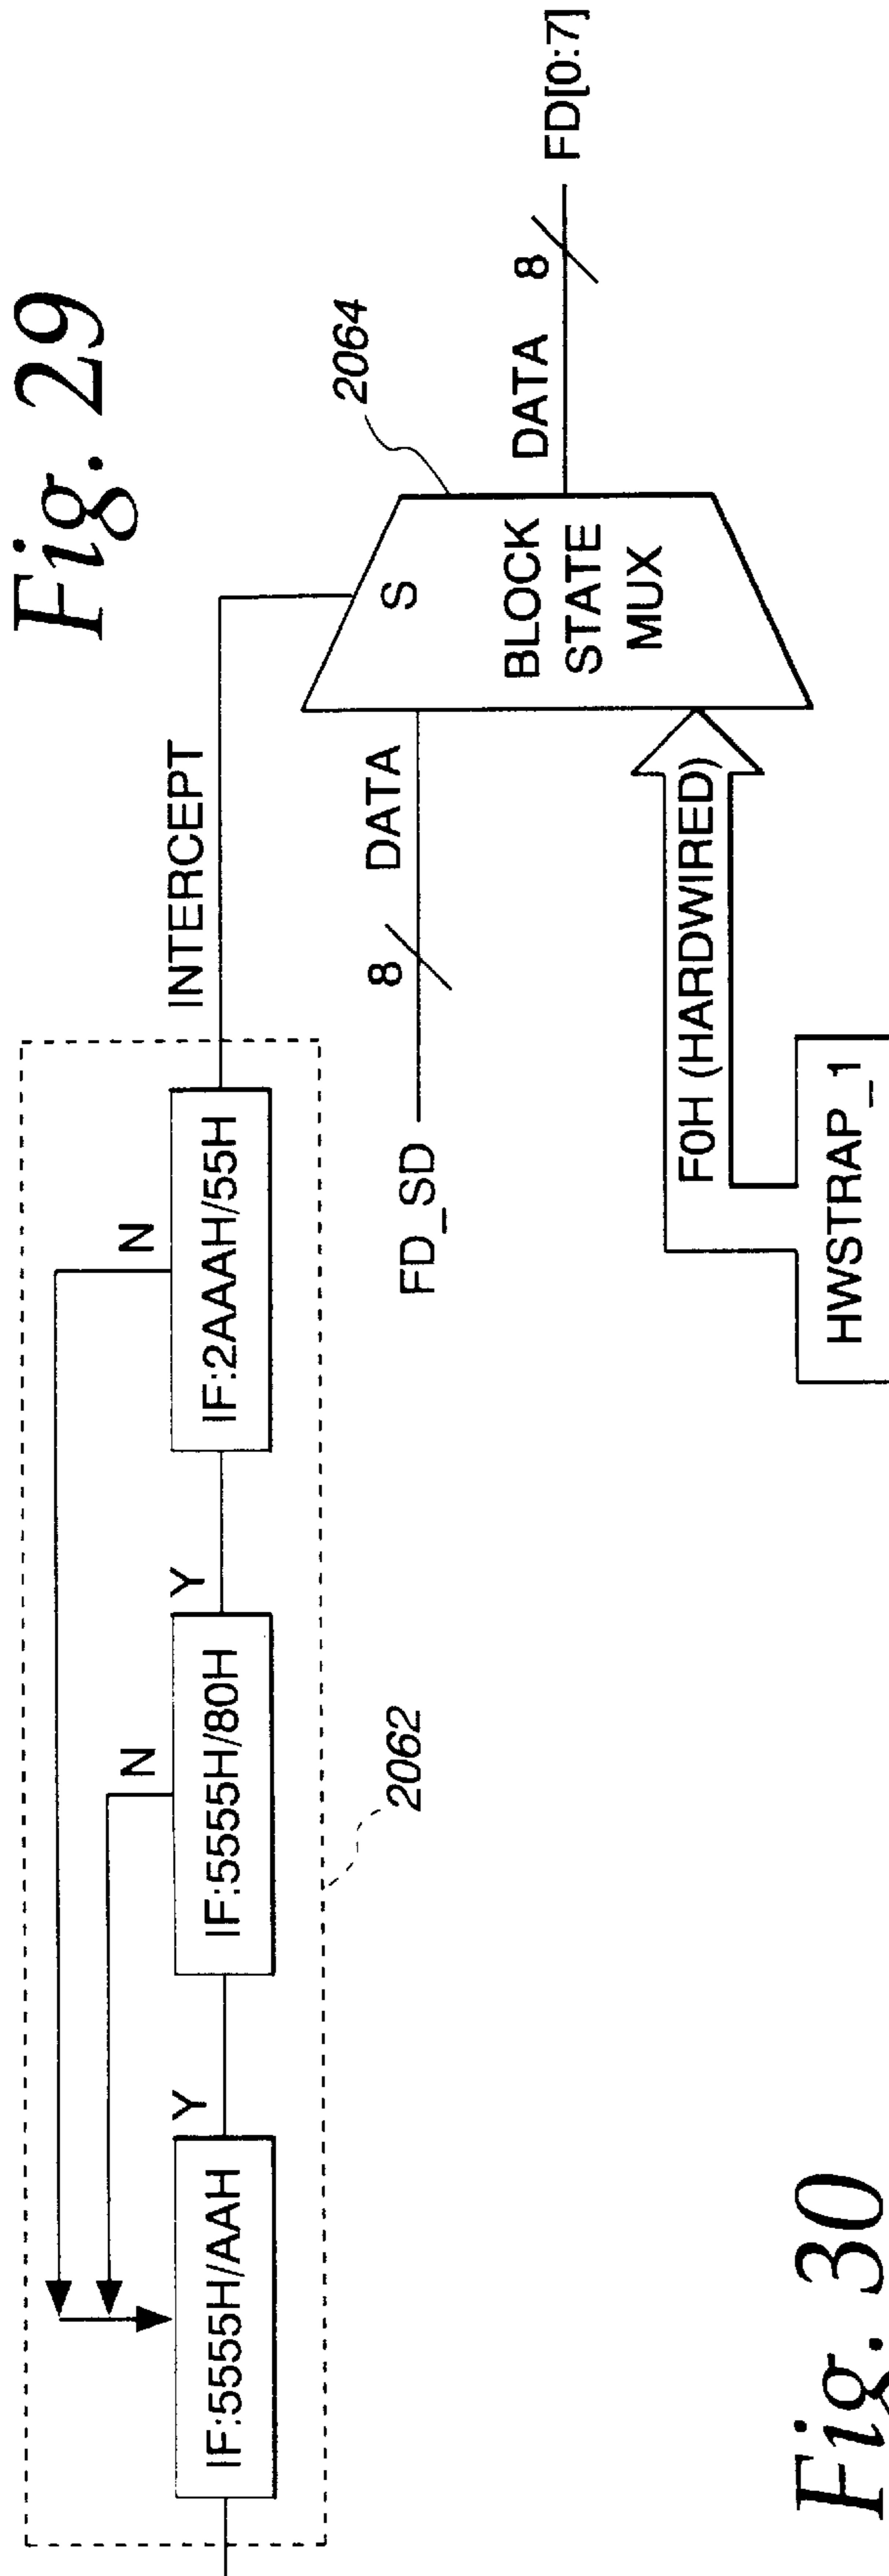 Fig. 29
IF:5555H/AAH
Y
IF:5555H/80H
N
Y
IF:2AAAH/55H
N
INTERCEPT
2062
2064
S
BLOCK
STATE
MUX
FD_SD
8
DATA
DATA
8
FD[0:7]
F0H (HARDWIRED)
HWSTRAP_1
Fig. 30